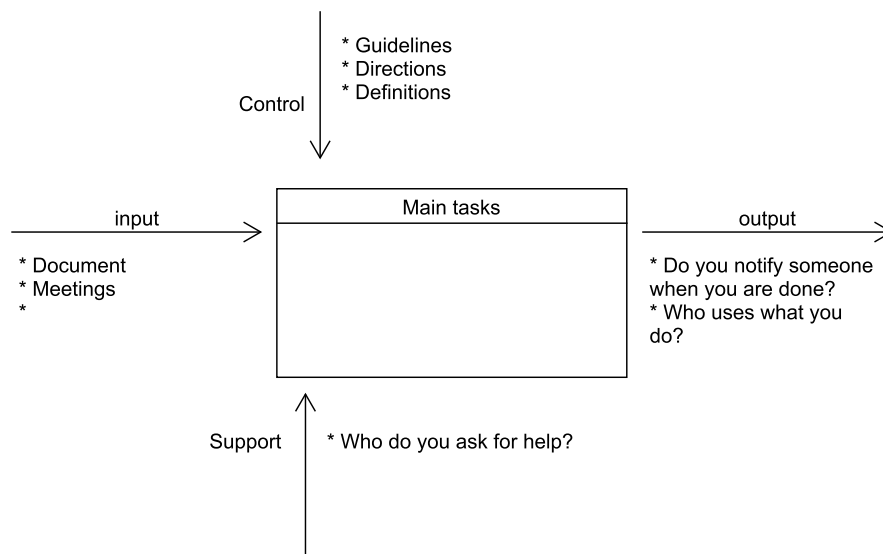 * Guidelines
* Directions
* Definitions
Control
Main tasks
input
output
* Document
* Meetings
*
* Do you notify someone
when you are done?
* Who uses what you
do?
Support
* Who do you ask for help?